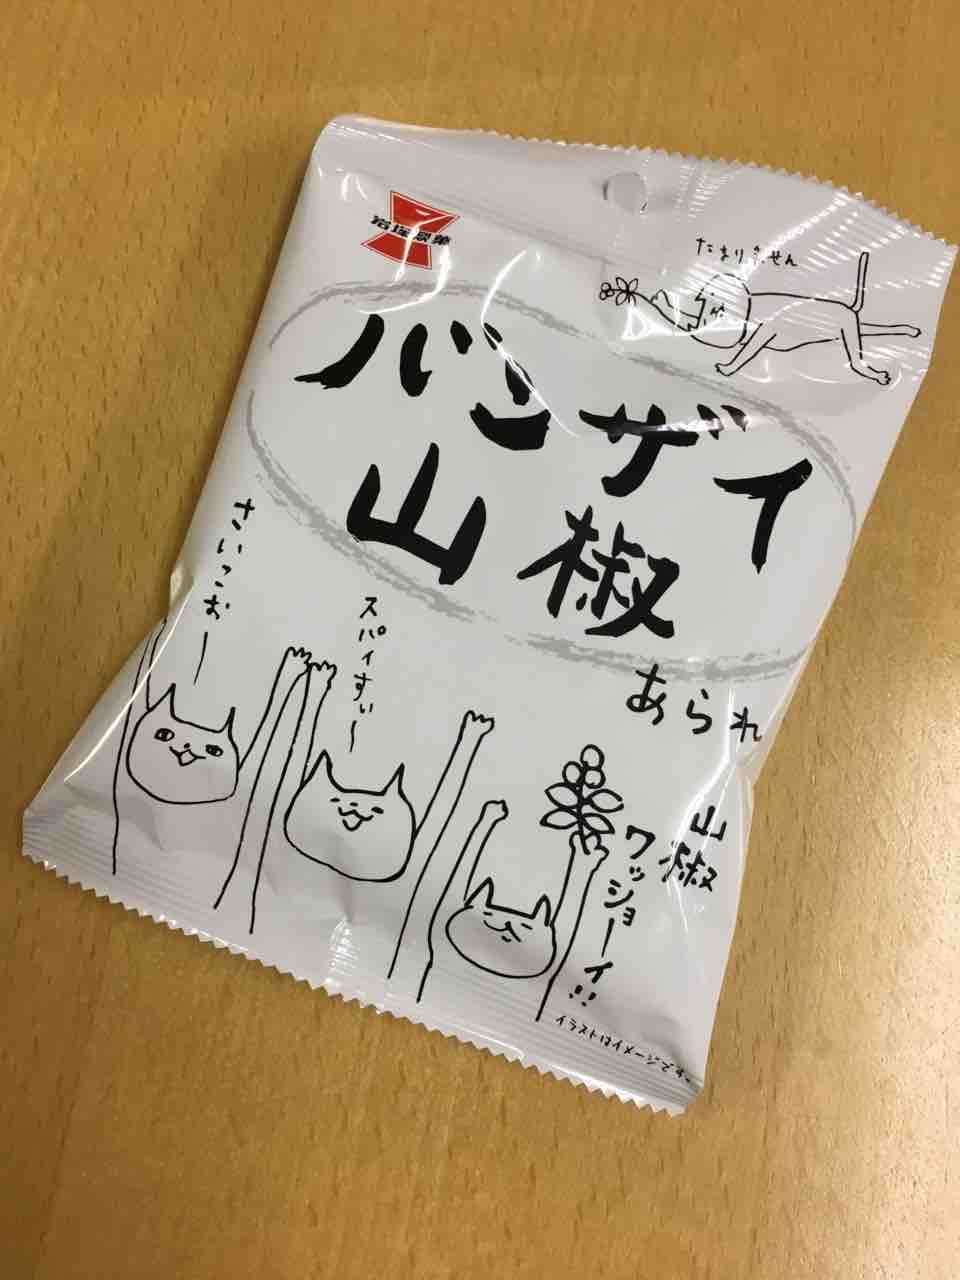 岩塚製菓
たまりません
バンザイ
山椒
あられ
さいこおー
スパイすぃ〜
山椒
ワッショーイ!!
イラストはイメージです。